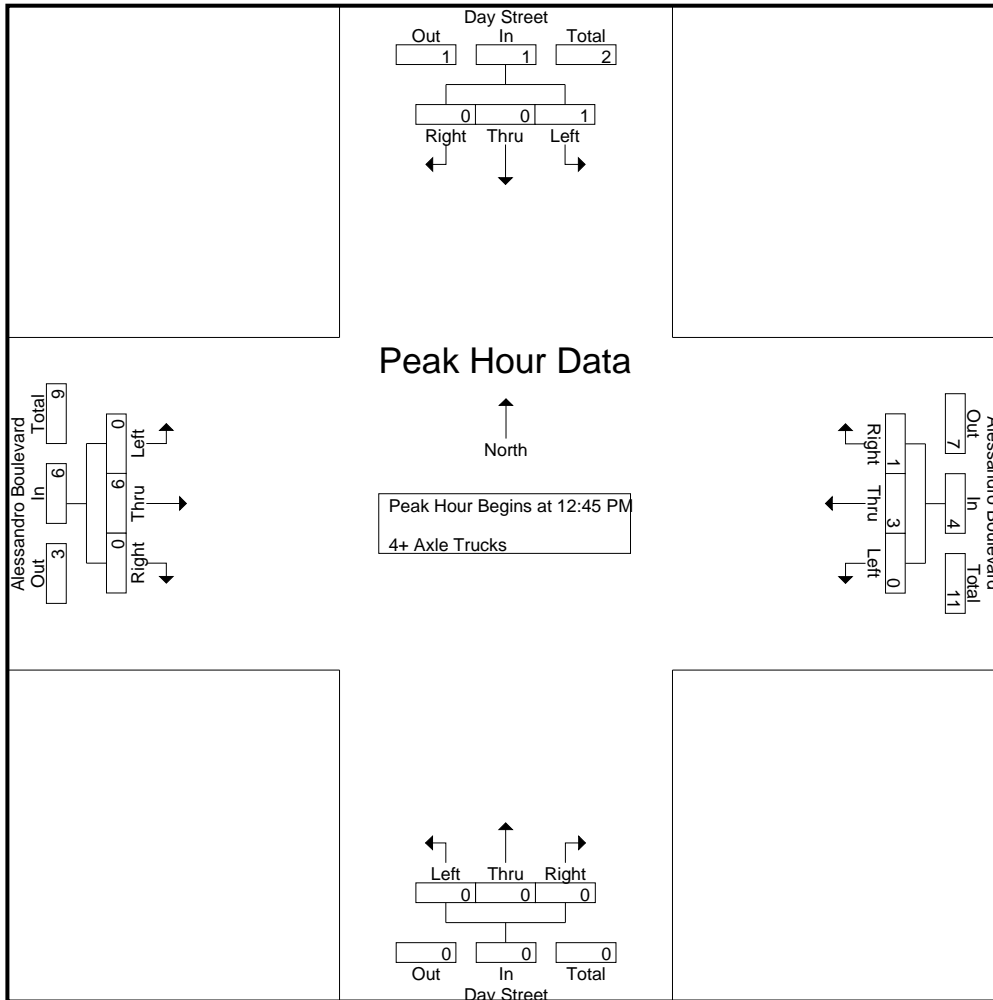 Day Street
Out In Total
1 1 2
0 0 1
Right Thru Left
Peak Hour Data
North
Peak Hour Begins at 12:45 PM
4+ Axle Trucks
Alessandro Boulevard
Total In Out
9 6 3
0 6 0
Left Thru Right
Alessandro Boulevard
Out In Total
7 4 11
1 3 0
Right Thru Left
Left Thru Right
0 0 0
0 0 0
Out In Total
Day Street